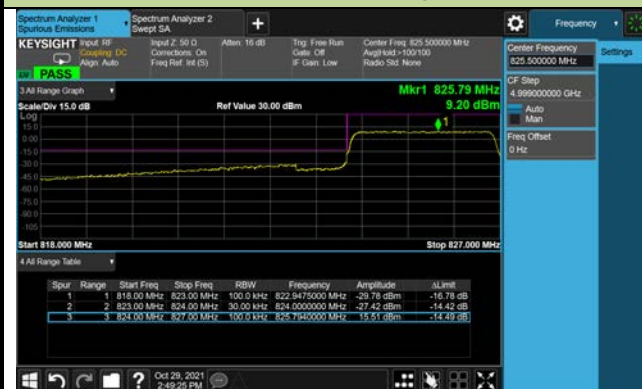 Spectrum Analyzer 1
Spurious Emissions
Spectrum Analyzer 2
Swept SA
Frequency
KEYSIGHT
Input: RF
Coupling: DC
Align: Auto
Input Z: 50 Ω
Corrections: On
Freq Ref: Int (S)
Atten: 16 dB
Trig: Free Run
Gate: Off
IF Gain: Low
Center Freq: 825.500000 MHz
Avg|Hold:>100/100
Radio Std: None
PASS
Center Frequency
825.500000 MHz
Settings
CF Step
4.999000000 GHz
Auto
Man
Freq Offset
0 Hz
3 All Range Graph
Mkr1 825.79 MHz
9.20 dBm
Scale/Div 15.0 dB
Ref Value 30.00 dBm
Log
15.0
0.00
-15.0
-30.0
-45.0
-60.0
-75.0
-90.0
-105
1
Start 818.000 MHz
Stop 827.000 MHz
4 All Range Table
Spur Range Start Freq Stop Freq RBW Frequency Amplitude ΔLimit
1 1 818.00 MHz 823.00 MHz 100.0 kHz 822.9475000 MHz -29.78 dBm -16.78 dB
2 2 823.00 MHz 824.00 MHz 30.00 kHz 824.0000000 MHz -27.42 dBm -14.42 dB
3 3 824.00 MHz 827.00 MHz 100.0 kHz 825.7940000 MHz 15.51 dBm -14.49 dB
Oct 29, 2021
2:49:25 PM